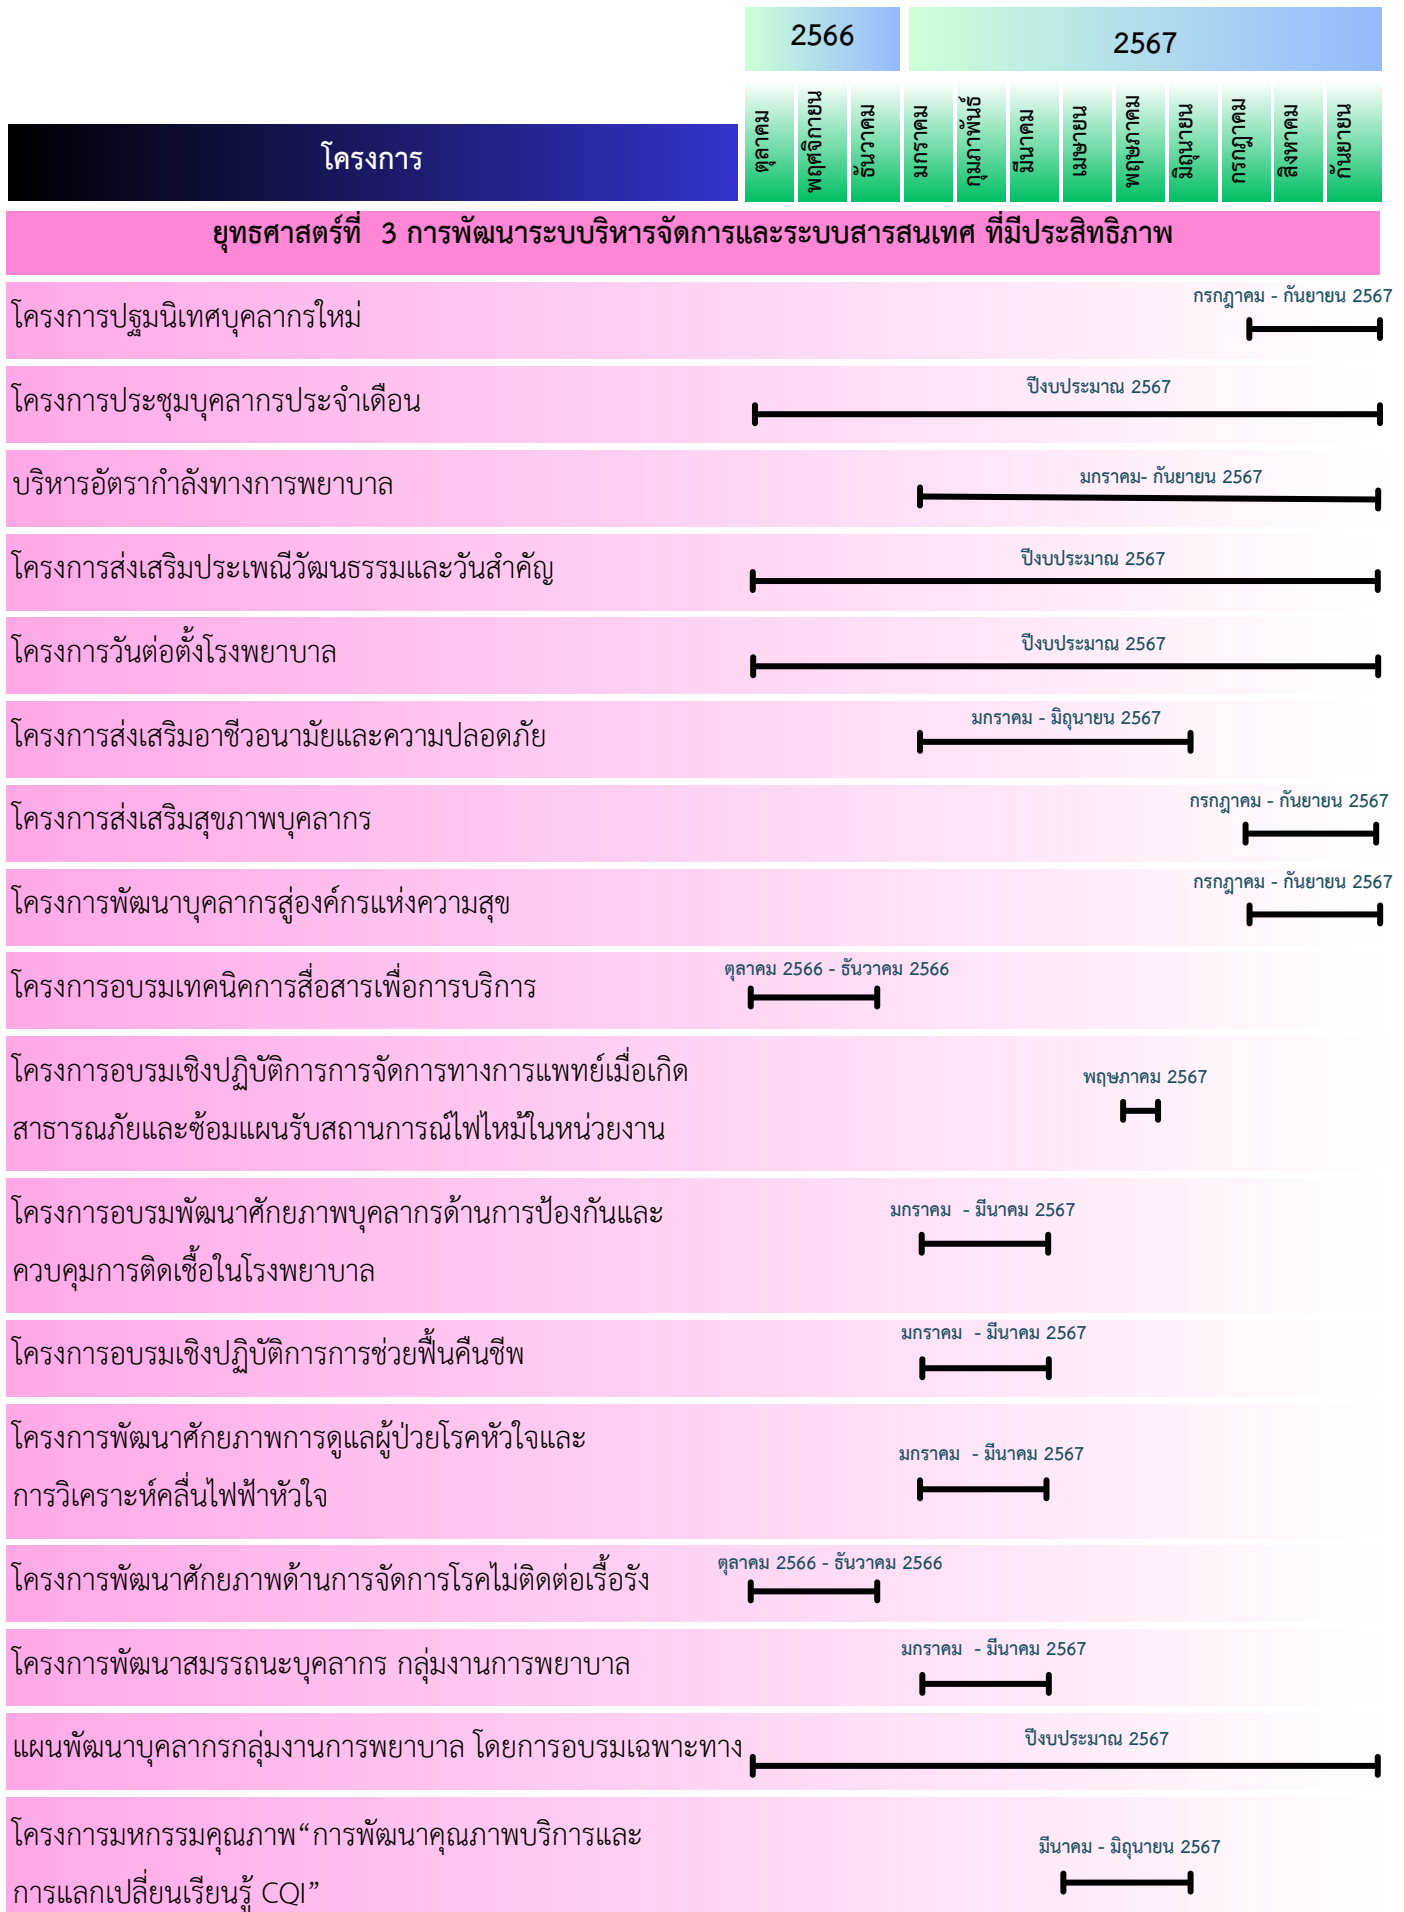 2566
2567
โครงการ
ตุลาคม
พฤศจิกายน
ธันวาคม
มกราคม
กุมภาพันธ์
มีนาคม
เมษายน
พฤษภาคม
มิถุนายน
กรกฎาคม
สิงหาคม
กันยายน
ยุทธศาสตร์ที่ 3 การพัฒนาระบบริหารจัดการและระบบสารสนเทศ ที่มีประสิทธิภาพ
โครงการปฐมนิเทศบุคลากรใหม่
กรกฎาคม - กันยายน 2567
โครงการประชุมบุคลากรประจำเดือน
ปีงบประมาณ 2567
บริหารอัตรากำลังทางการพยาบาล
มกราคม- กันยายน 2567
โครงการส่งเสริมประเพณีวัฒนธรรมและวันสำคัญ
ปีงบประมาณ 2567
โครงการวันต่อตั้งโรงพยาบาล
ปีงบประมาณ 2567
โครงการส่งเสริมอาชีวอนามัยและความปลอดภัย
มกราคม - มิถุนายน 2567
โครงการส่งเสริมสุขภาพบุคลากร
กรกฎาคม - กันยายน 2567
โครงการพัฒนาบุคลากรสู่องค์กรแห่งความสุข
กรกฎาคม - กันยายน 2567
โครงการอบรมเทคนิคการสื่อสารเพื่อการบริการ
ตุลาคม 2566 - ธันวาคม 2566
โครงการอบรมเชิงปฏิบัติการการจัดการทางการแพทย์เมื่อเกิด
สาธารณภัยและซ้อมแผนรับสถานการณ์ไฟไหม้ในหน่วยงาน
พฤษภาคม 2567
โครงการอบรมพัฒนาศักยภาพบุคลากรด้านการป้องกันและ
ควบคุมการติดเชื้อในโรงพยาบาล
มกราคม - มีนาคม 2567
โครงการอบรมเชิงปฏิบัติการการช่วยฟื้นคืนชีพ
มกราคม - มีนาคม 2567
โครงการพัฒนาศักยภาพการดูแลผู้ป่วยโรคหัวใจและ
การวิเคราะห์คลื่นไฟฟ้าหัวใจ
มกราคม - มีนาคม 2567
โครงการพัฒนาศักยภาพด้านการจัดการโรคไม่ติดต่อเรื้อรัง
ตุลาคม 2566 - ธันวาคม 2566
โครงการพัฒนาสมรรถนะบุคลากร กลุ่มงานการพยาบาล
มกราคม - มีนาคม 2567
แผนพัฒนาบุคลากรกลุ่มงานการพยาบาล โดยการอบรมเฉพาะทาง
ปีงบประมาณ 2567
โครงการมหกรรมคุณภาพ“การพัฒนาคุณภาพบริการและ
การแลกเปลี่ยนเรียนรู้ CQI”
มีนาคม - มิถุนายน 2567